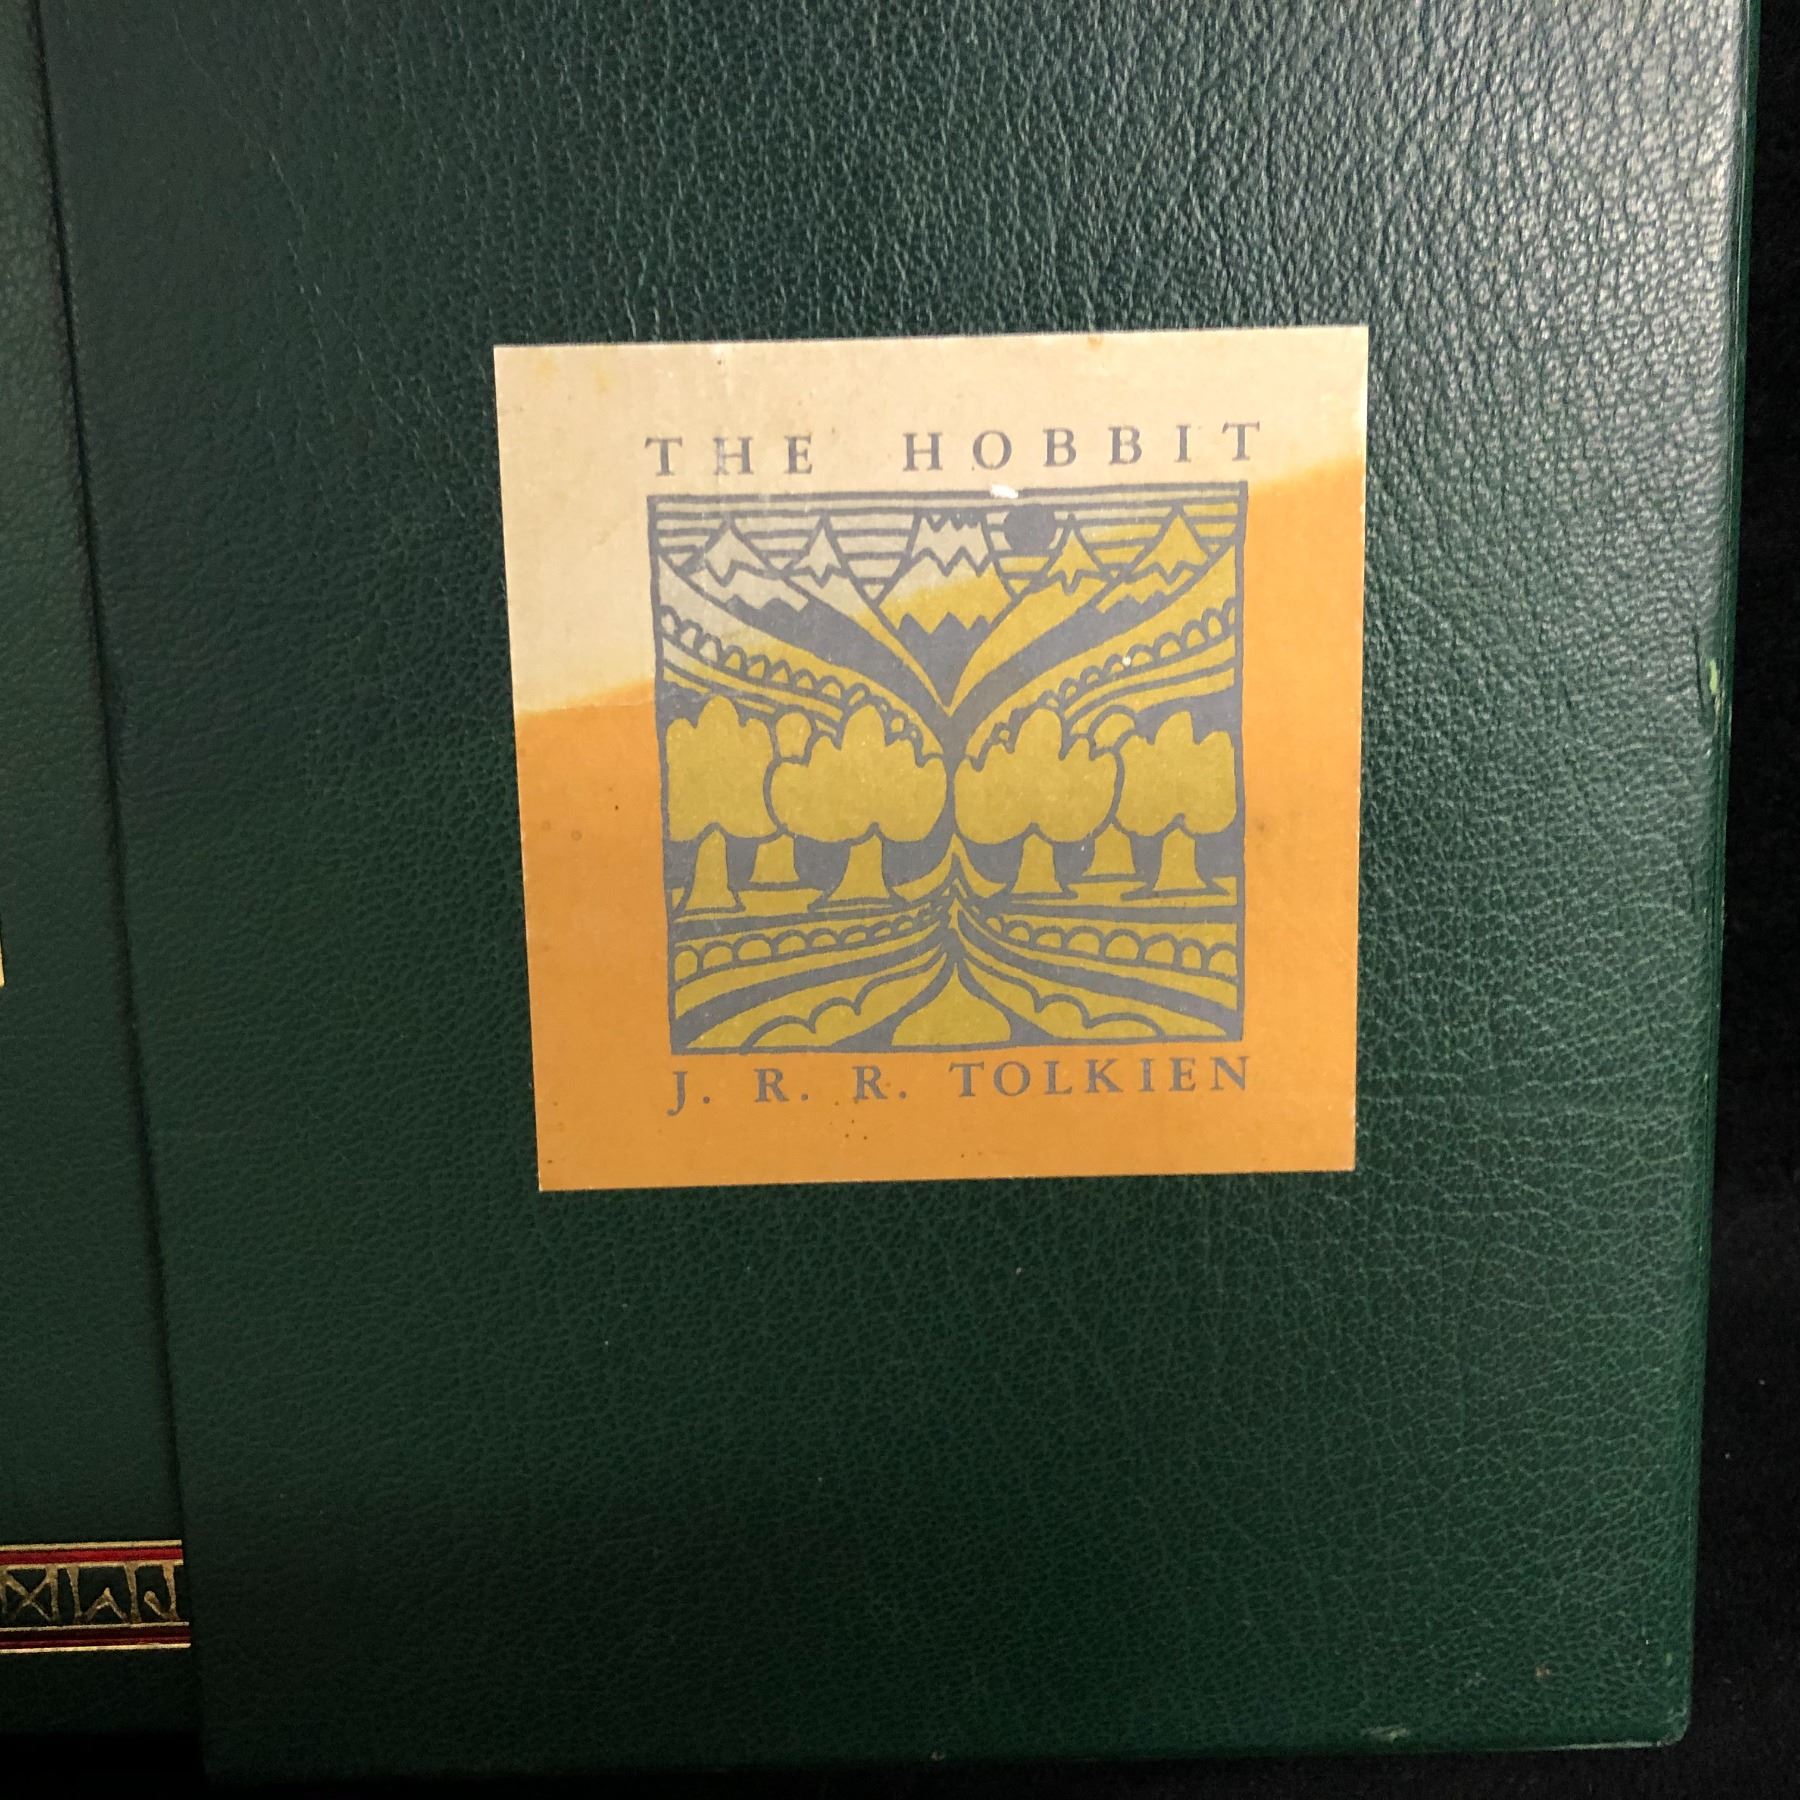 THE HOBBIT
J. R. R. TOLKIEN